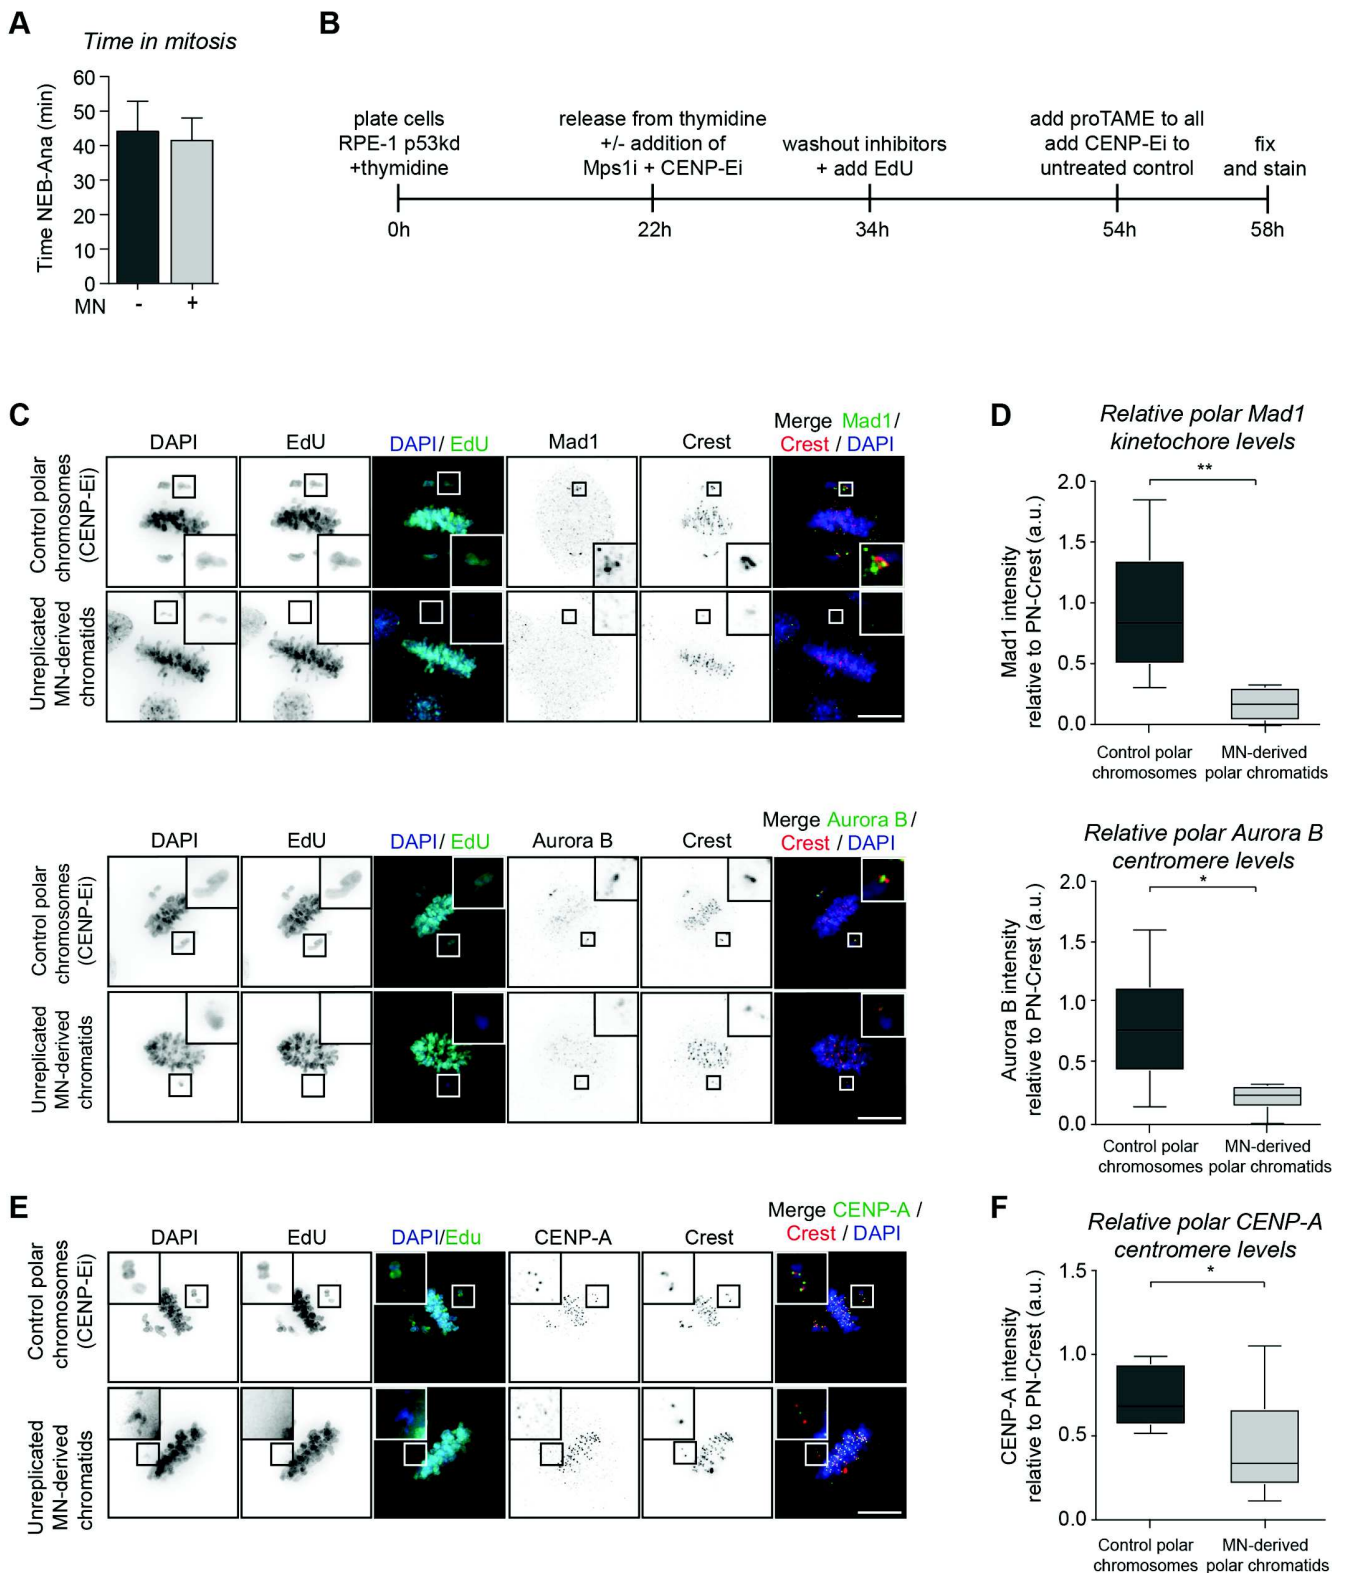 A
Time in mitosis
Time NEB-Ana (min)
60
50
40
30
20
10
0
MN
-
+
B
plate cells
RPE-1 p53kd
+thymidine
release from thymidine
+/- addition of
Mps1i + CENP-Ei
washout inhibitors
+ add EdU
add proTAME to all
add CENP-Ei to
untreated control
fix
and stain
0h
22h
34h
54h
58h
C
DAPI
EdU
DAPI/ EdU
Mad1
Crest
Merge Mad1/
Crest / DAPI
Control polar
chromosomes
(CENP-Ei)
Unreplicated
MN-derived
chromatids
DAPI
EdU
DAPI/ EdU
Aurora B
Crest
Merge Aurora B /
Crest / DAPI
Control polar
chromosomes
(CENP-Ei)
Unreplicated
MN-derived
chromatids
D
Relative polar Mad1
kinetochore levels
Mad1 intensity
relative to PN-Crest (a.u.)
2.0
1.5
1.0
0.5
0.0
**
Control polar
chromosomes
MN-derived
polar chromatids
Relative polar Aurora B
centromere levels
Aurora B intensity
relative to PN-Crest (a.u.)
2.0
1.5
1.0
0.5
0.0
*
Control polar
chromosomes
MN-derived
polar chromatids
E
DAPI
EdU
DAPI/Edu
CENP-A
Crest
Merge CENP-A /
Crest / DAPI
Control polar
chromosomes
(CENP-Ei)
Unreplicated
MN-derived
chromatids
F
Relative polar CENP-A
centromere levels
CENP-A intensity
relative to PN-Crest (a.u.)
1.5
1.0
0.5
0.0
*
Control polar
chromosomes
MN-derived
polar chromatids